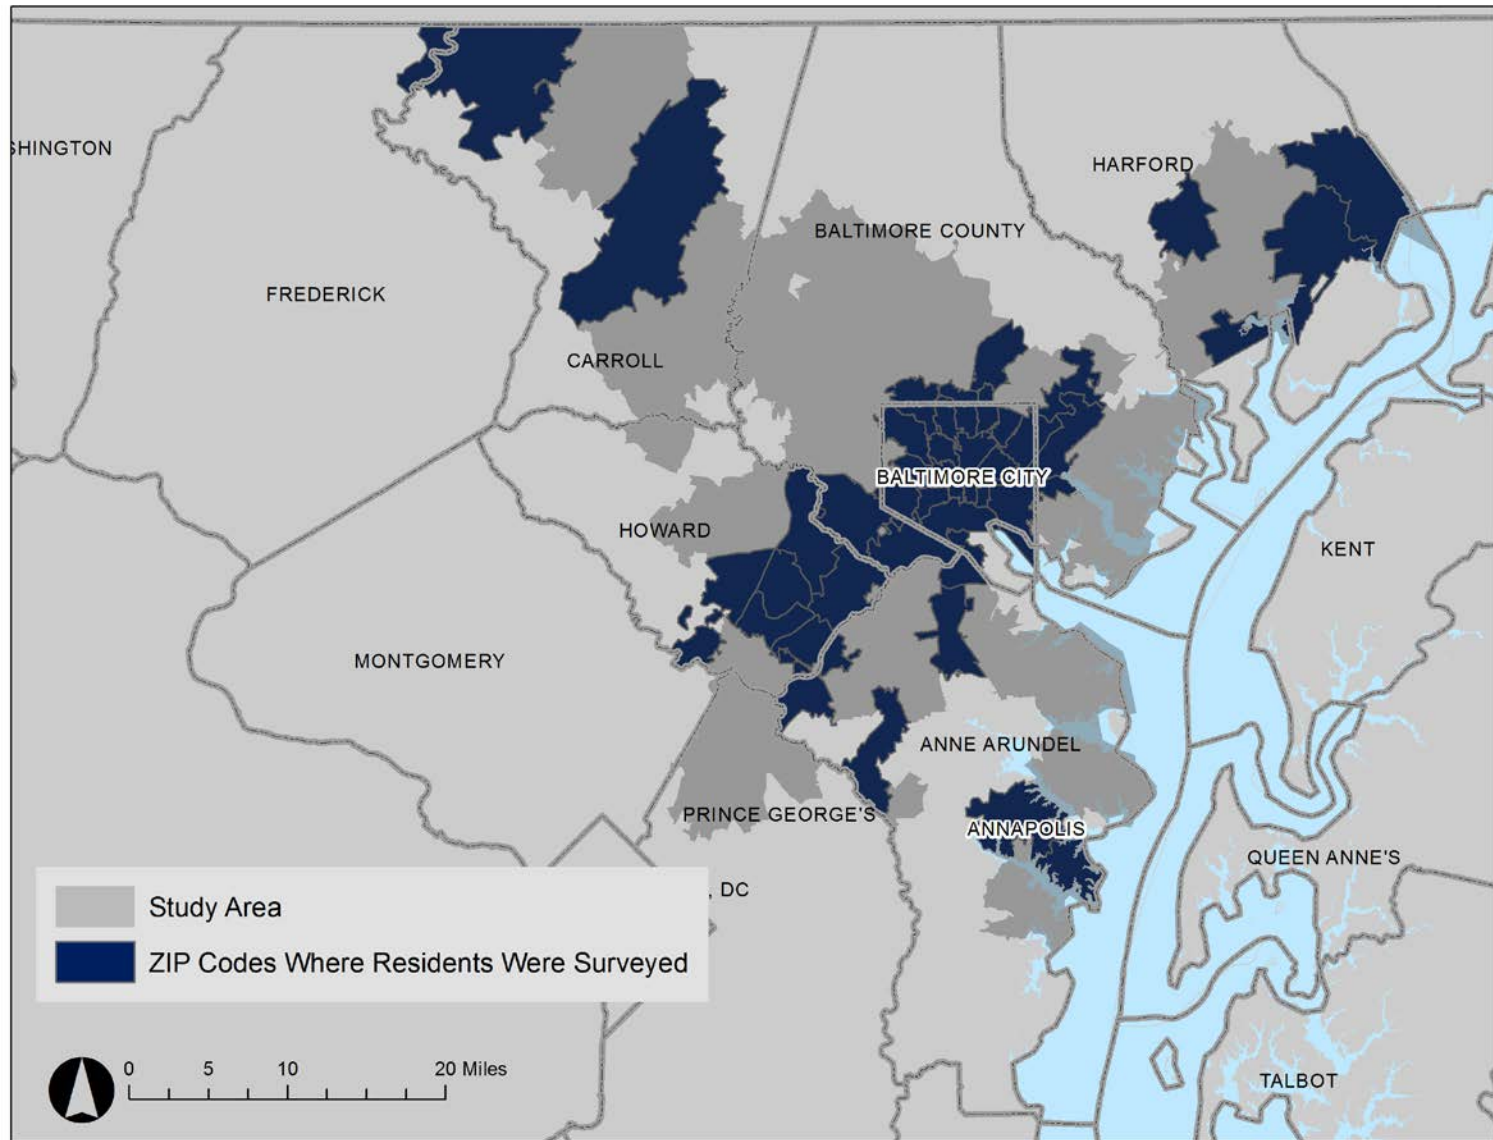 SHINGTON
HARFORD
BALTIMORE COUNTY
FREDERICK
CARROLL
BALTIMORE CITY
HOWARD
KENT
MONTGOMERY
ANNE ARUNDEL
PRINCE GEORGE'S
ANNAPOLIS
QUEEN ANNE'S
, DC
Study Area
ZIP Codes Where Residents Were Surveyed
0 5 10 20 Miles
TALBOT